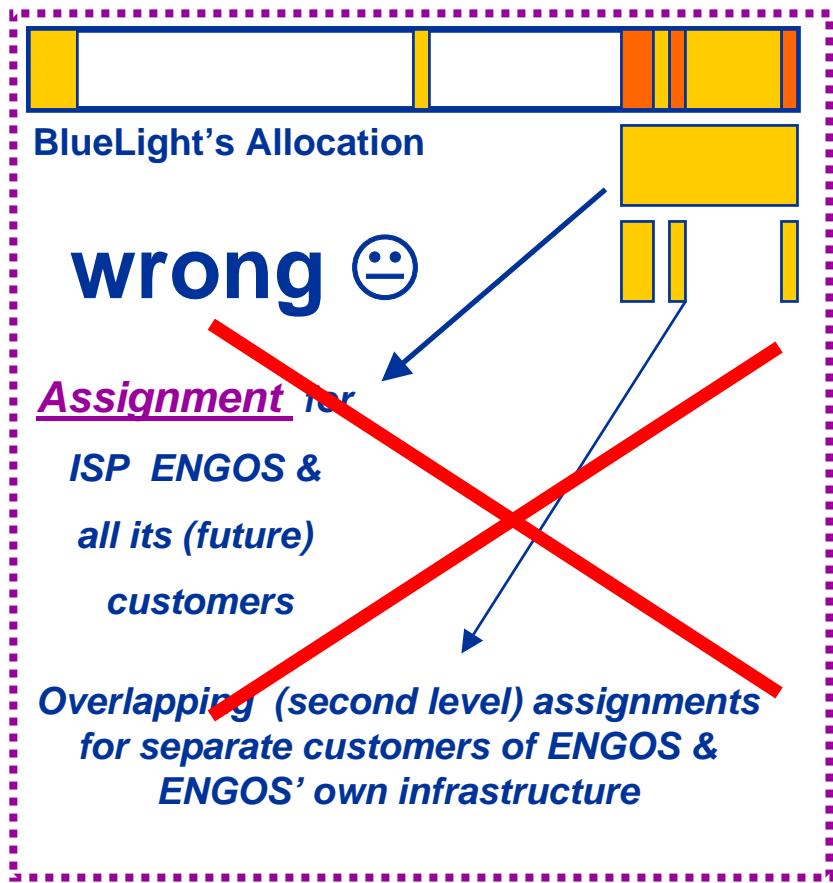 BlueLight's Allocation
wrong
Assignment for
ISP ENGOS &
all its (future)
customers
Overlapping (second level) assignments
for separate customers of ENGOS &
ENGOS' own infrastructure